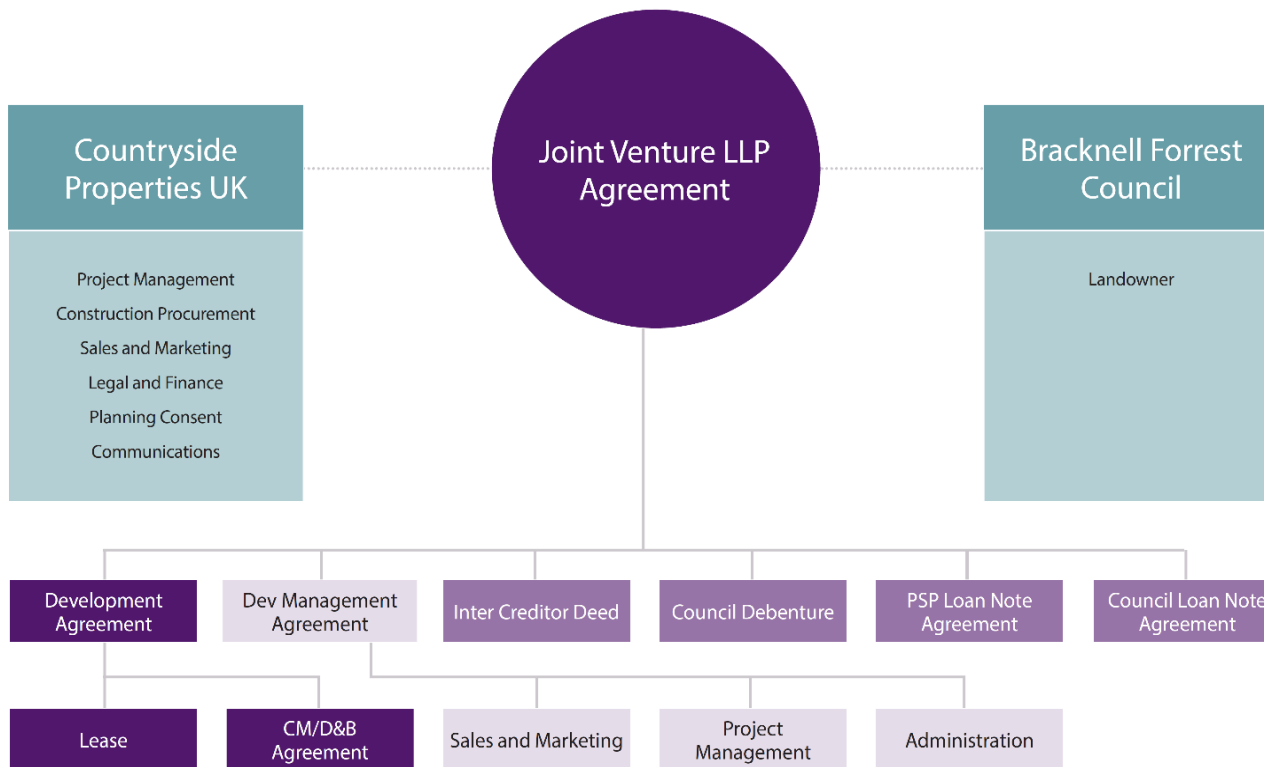 Countryside
Properties UK
Joint Venture LLP
Agreement
Bracknell Forrest
Council
Project Management
Construction Procurement
Sales and Marketing
Legal and Finance
Planning Consent
Communications
Landowner
Development
Agreement
Dev Management
Agreement
Inter Creditor Deed
Council Debenture
PSP Loan Note
Agreement
Council Loan Note
Agreement
Lease
CM/D&B
Agreement
Sales and Marketing
Project
Management
Administration